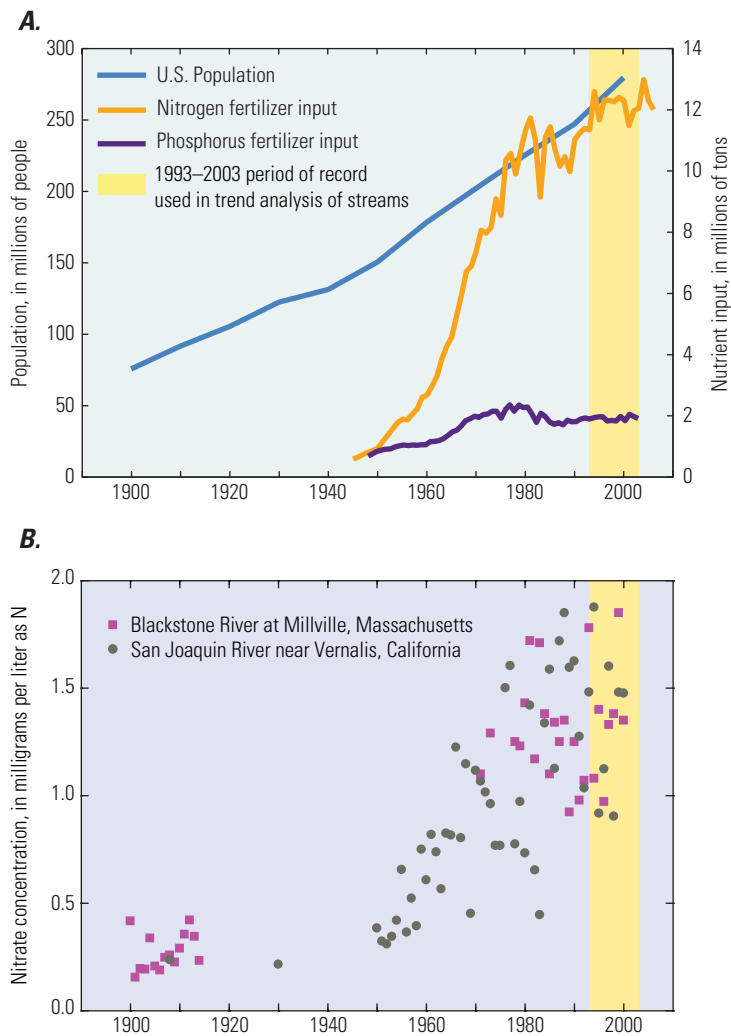 A.
300
250
200
150
100
50
0
Population, in millions of people
14
12
10
8
6
4
2
0
Nutrient input, in millions of tons
U.S. Population
Nitrogen fertilizer input
Phosphorus fertilizer input
1993–2003 period of record
used in trend analysis of streams
1900
1920
1940
1960
1980
2000
B.
2.0
1.5
1.0
0.5
0.0
Nitrate concentration, in milligrams per liter as N
Blackstone River at Millville, Massachusetts
San Joaquin River near Vernalis, California
1900
1920
1940
1960
1980
2000